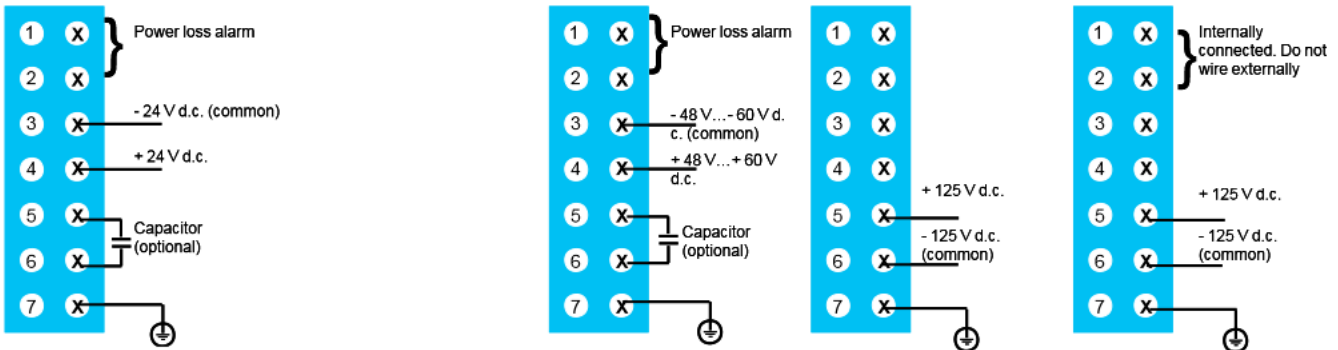 1 X Power loss alarm
2 X
3 X - 24 V d.c. (common)
4 X + 24 V d.c.
5 X Capacitor
(optional)
6 X
7 X
1 X Power loss alarm
2 X
3 X - 48 V...- 60 V d.
c. (common)
4 X + 48 V...+ 60 V
d.c.
5 X Capacitor
(optional)
6 X
7 X
1 X
2 X
3 X
4 X
+ 125 V d.c.
5 X
- 125 V d.c.
(common)
6 X
7 X
1 X Internally
connected. Do not
wire externally
2 X
3 X
4 X
+ 125 V d.c.
5 X
- 125 V d.c.
(common)
6 X
7 X